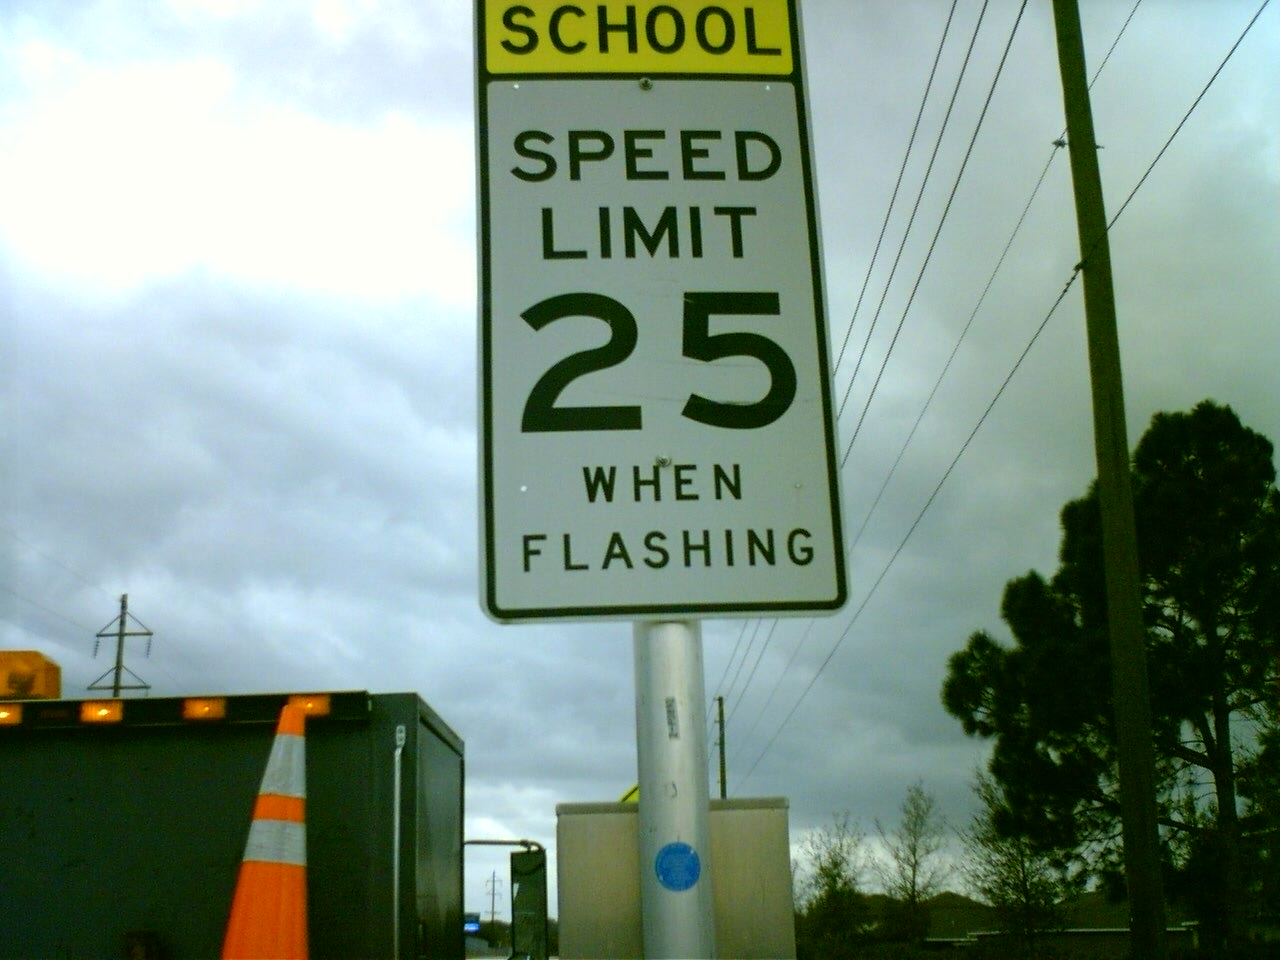 SCHOOL
SPEED
LIMIT
25
WHEN
FLASHING